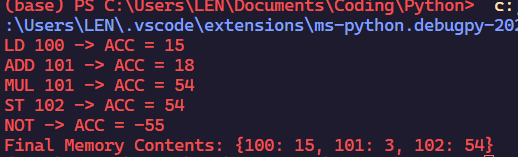 (base) PS C:\Users\LEN\Documents\Coding\Python> c:
:\Users\LEN\.vscode\extensions\ms-python.debugpy-202
LD 100 -> ACC = 15
ADD 101 -> ACC = 18
MUL 101 -> ACC = 54
ST 102 -> ACC = 54
NOT -> ACC = -55
Final Memory Contents: {100: 15, 101: 3, 102: 54}